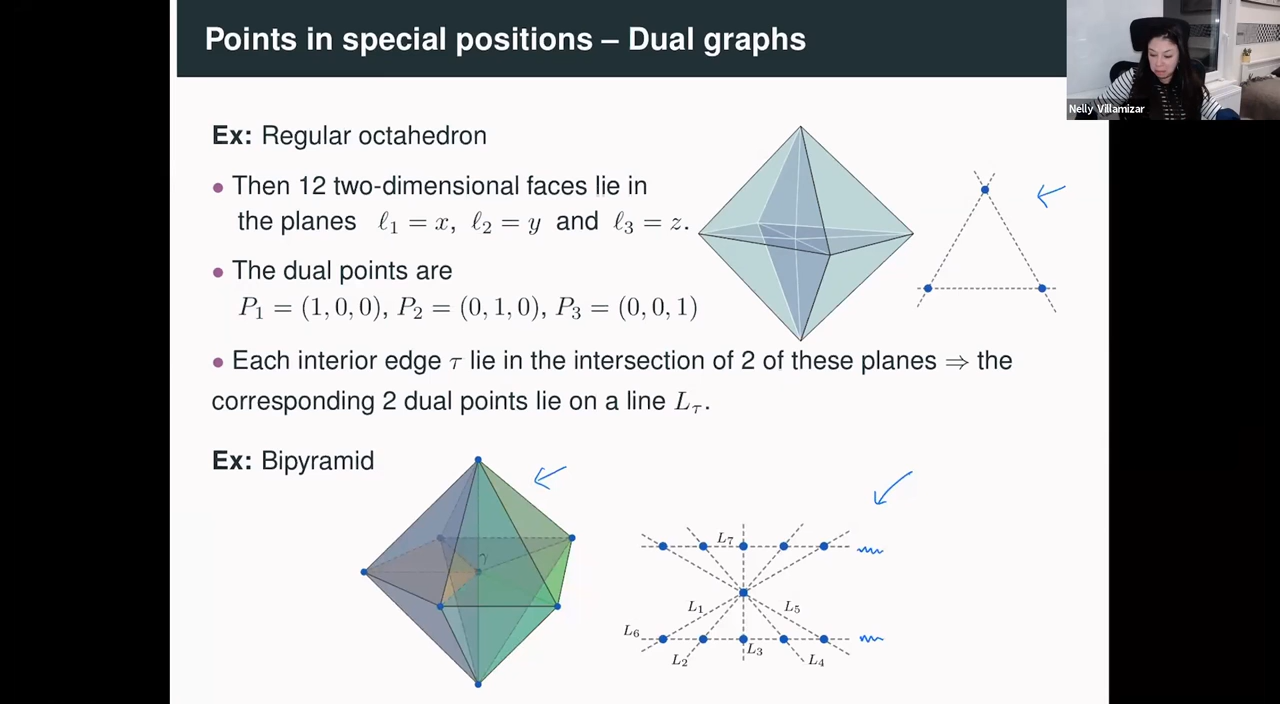 Points in special positions – Dual graphs
Nelly Villamizar
Ex: Regular octahedron
• Then 12 two-dimensional faces lie in
the planes ℓ₁ = x, ℓ₂ = y and ℓ₃ = z.
• The dual points are
P₁ = (1, 0, 0), P₂ = (0, 1, 0), P₃ = (0, 0, 1)
• Each interior edge τ lie in the intersection of 2 of these planes ⇒ the
corresponding 2 dual points lie on a line L_τ.
Ex: Bipyramid
γ
L₇
L₁
L₅
L₆
L₃
L₂
L₄